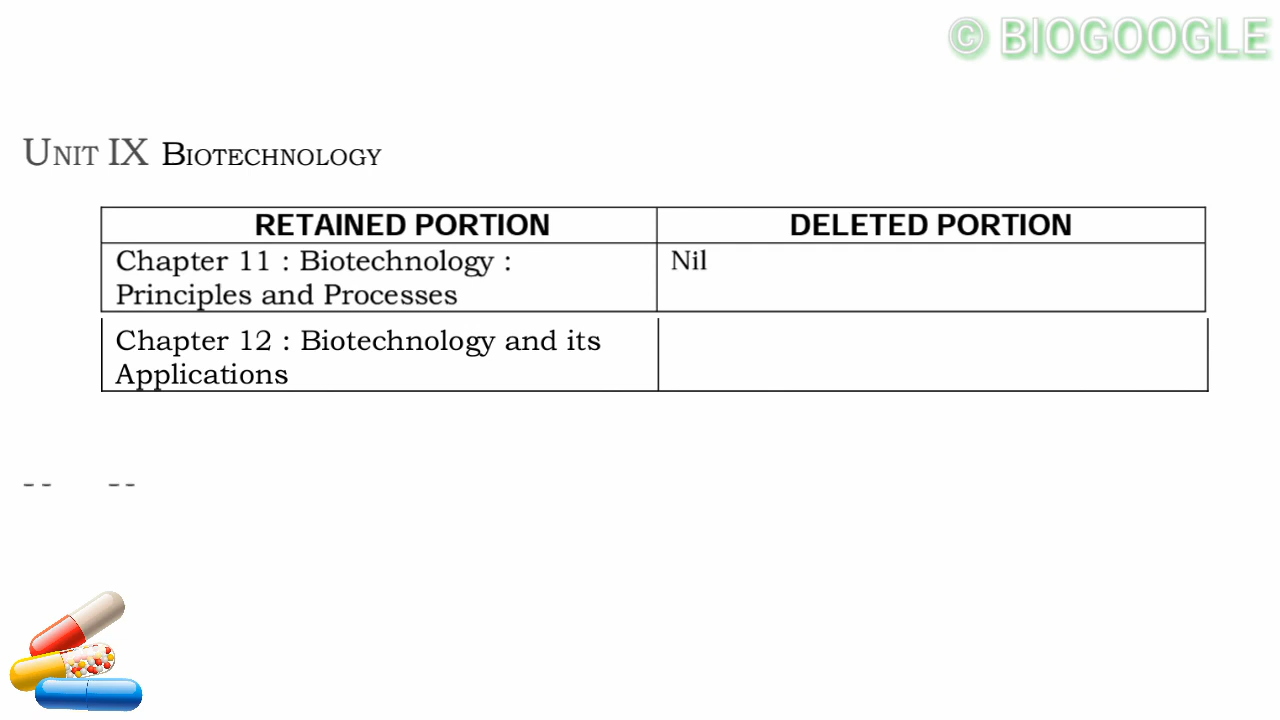 © BIOGOOGLE
UNIT IX BIOTECHNOLOGY
RETAINED PORTION DELETED PORTION
Chapter 11 : Biotechnology : Nil
Principles and Processes
Chapter 12 : Biotechnology and its
Applications